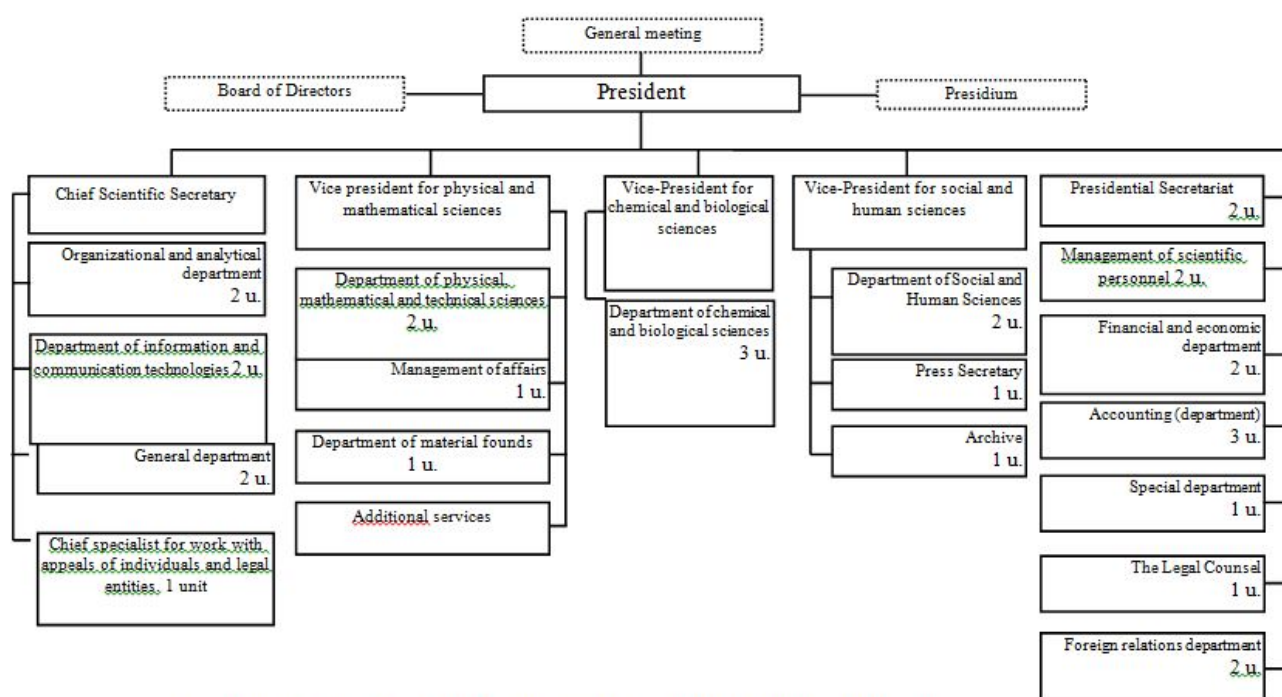 General meeting
Board of Directors
President
Presidium
Chief Scientific Secretary
Organizational and analytical
department
2 u.
Department of information and
communication technologies 2 u.
General department
2 u.
Chief specialist for work with
appeals of individuals and legal
entities, 1 unit
Vice president for physical and
mathematical sciences
Department of physical,
mathematical and technical sciences
2 u.
Management of affairs
1 u.
Department of material founds
1 u.
Additional services
Vice-President for
chemical and biological
sciences
Department of chemical
and biological sciences
3 u.
Vice-President for social and
human sciences
Department of Social and
Human Sciences
2 u.
Press Secretary
1 u.
Archive
1 u.
Presidential Secretariat
2 u.
Management of scientific
personnel 2 u.
Financial and economic
department
2 u.
Accounting (department)
3 u.
Special department
1 u.
The Legal Counsel
1 u.
Foreign relations department
2 u.